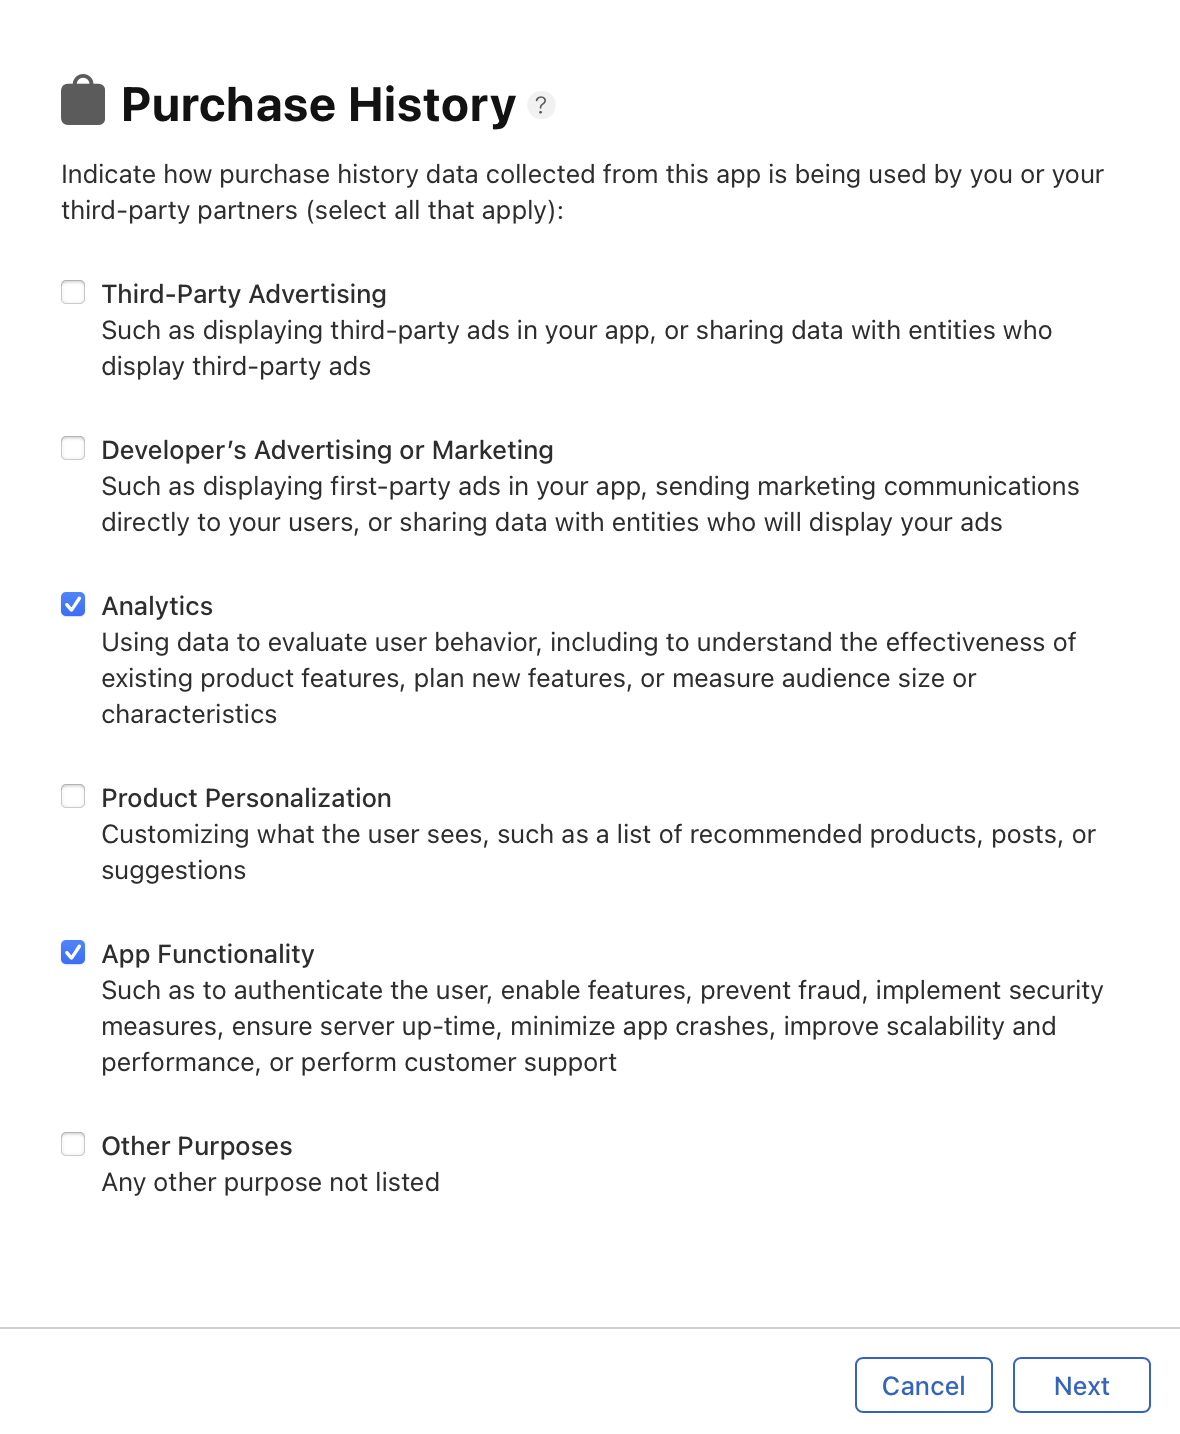 Purchase History ?
Indicate how purchase history data collected from this app is being used by you or your
third-party partners (select all that apply):
Third-Party Advertising
Such as displaying third-party ads in your app, or sharing data with entities who
display third-party ads
Developer’s Advertising or Marketing
Such as displaying first-party ads in your app, sending marketing communications
directly to your users, or sharing data with entities who will display your ads
Analytics
Using data to evaluate user behavior, including to understand the effectiveness of
existing product features, plan new features, or measure audience size or
characteristics
Product Personalization
Customizing what the user sees, such as a list of recommended products, posts, or
suggestions
App Functionality
Such as to authenticate the user, enable features, prevent fraud, implement security
measures, ensure server up-time, minimize app crashes, improve scalability and
performance, or perform customer support
Other Purposes
Any other purpose not listed
Cancel Next